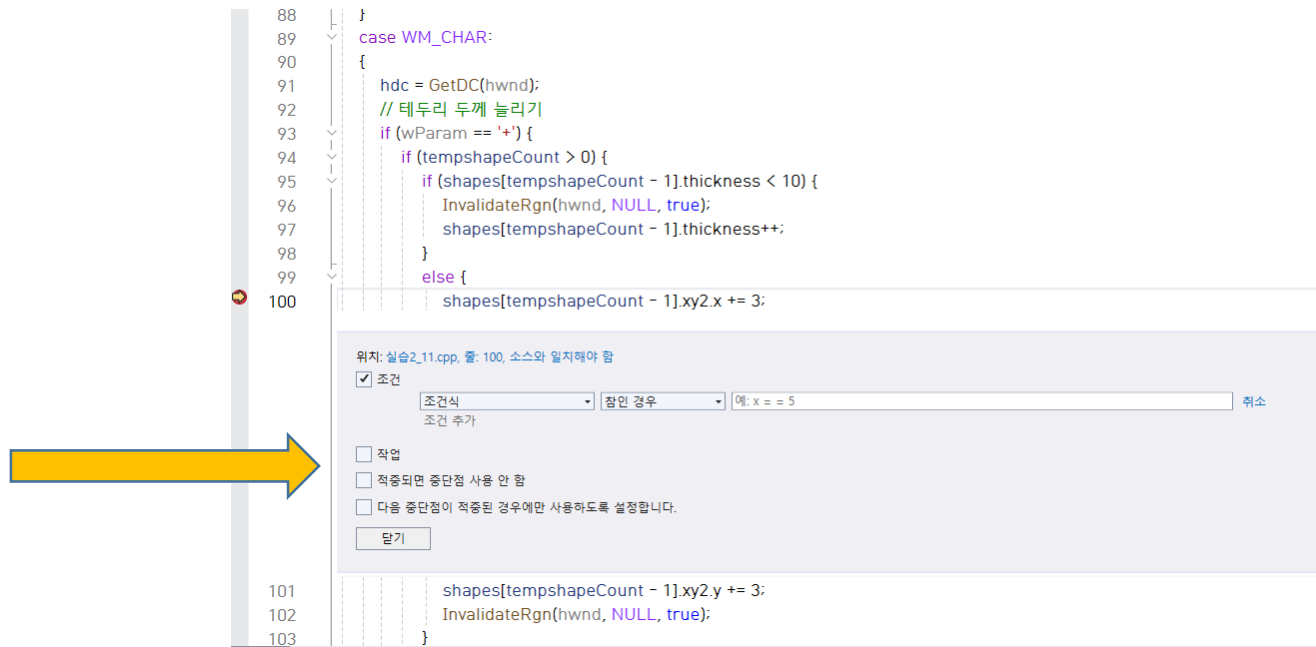 88 }
89 case WM_CHAR:
90 {
91 hdc = GetDC(hwnd);
92 // 테두리 두께 늘리기
93 if (wParam == '+') {
94 if (tempshapeCount > 0) {
95 if (shapes[tempshapeCount - 1].thickness < 10) {
96 InvalidateRgn(hwnd, NULL, true);
97 shapes[tempshapeCount - 1].thickness++;
98 }
99 else {
100 shapes[tempshapeCount - 1].xy2.x += 3;
위치: 실습2_11.cpp, 줄: 100, 소스와 일치해야 함
조건
조건식 참인 경우 예: x = = 5 취소
조건 추가
작업
적중되면 중단점 사용 안 함
다음 중단점이 적중된 경우에만 사용하도록 설정합니다.
닫기
101 shapes[tempshapeCount - 1].xy2.y += 3;
102 InvalidateRgn(hwnd, NULL, true);
103 }